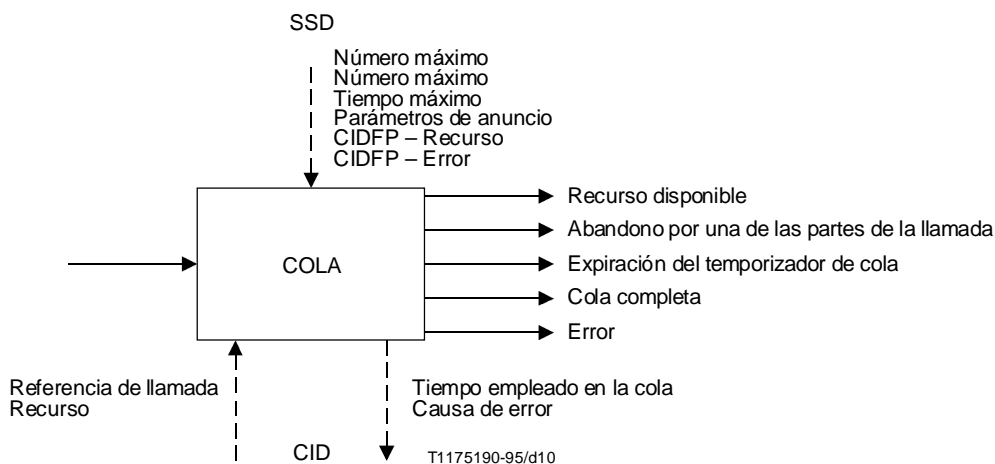 SSD
Número máximo
Número máximo
Tiempo máximo
Parámetros de anuncio
CIDFP – Recurso
CIDFP – Error
COLA
Recurso disponible
Abandono por una de las partes de la llamada
Expiración del temporizador de cola
Cola completa
Error
Referencia de llamada
Recurso
Tiempo empleado en la cola
Causa de error
CID
T1175190-95/d10